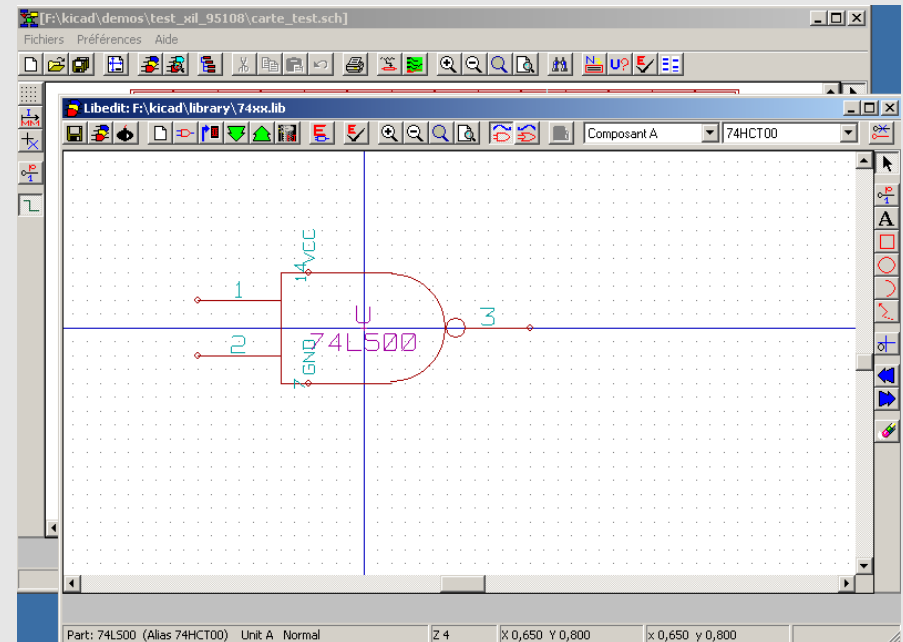 [F:\kicad\demos\test_xil_95108\carte_test.sch]
Fichiers Préférences Aide
U?
Libedit: F:\kicad\library\74xx.lib
Composant A 74HCT00
MM
A
14 VCC
1
U
3
74LS00
2
7 GND
Part: 74LS00 (Alias 74HCT00) Unit A Normal Z 4 X 0,650 Y 0,800 x 0,650 y 0,800